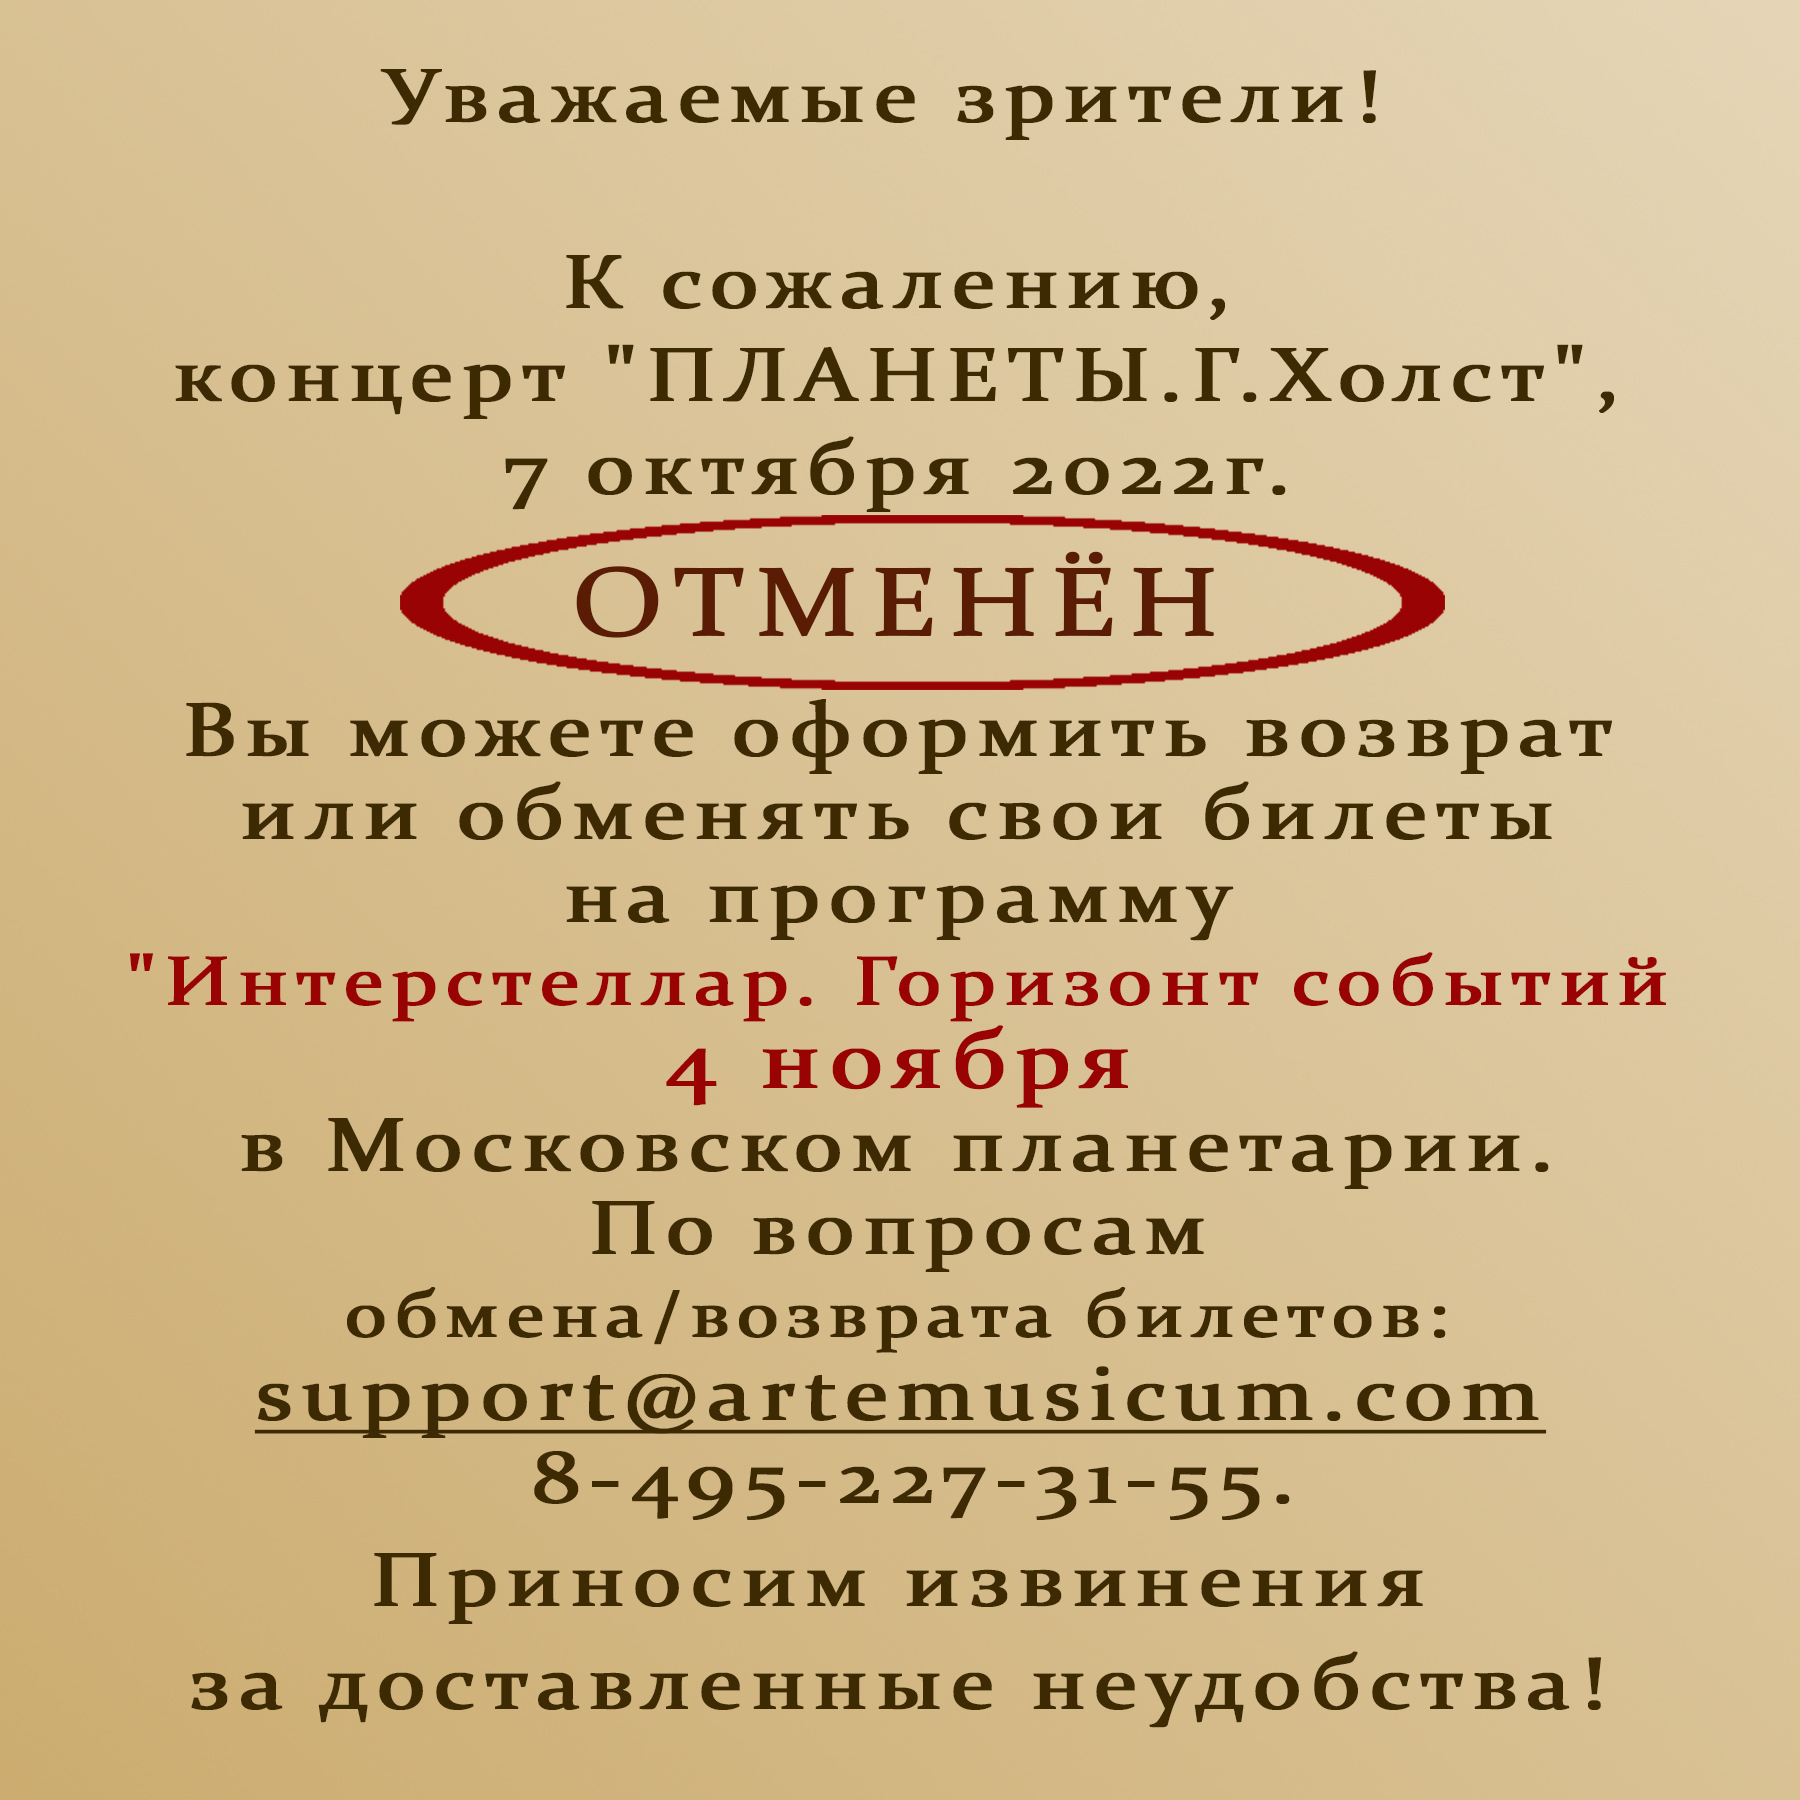 Уважаемые зрители!
К сожалению,
концерт "ПЛАНЕТЫ.Г.Холст",
7 октября 2022г.
ОТМЕНЁН
Вы можете оформить возврат
или обменять свои билеты
на программу
"Интерстеллар. Горизонт событий
4 ноября
в Московском планетарии.
По вопросам
обмена/возврата билетов:
support@artemusicum.com
8-495-227-31-55.
Приносим извинения
за доставленные неудобства!